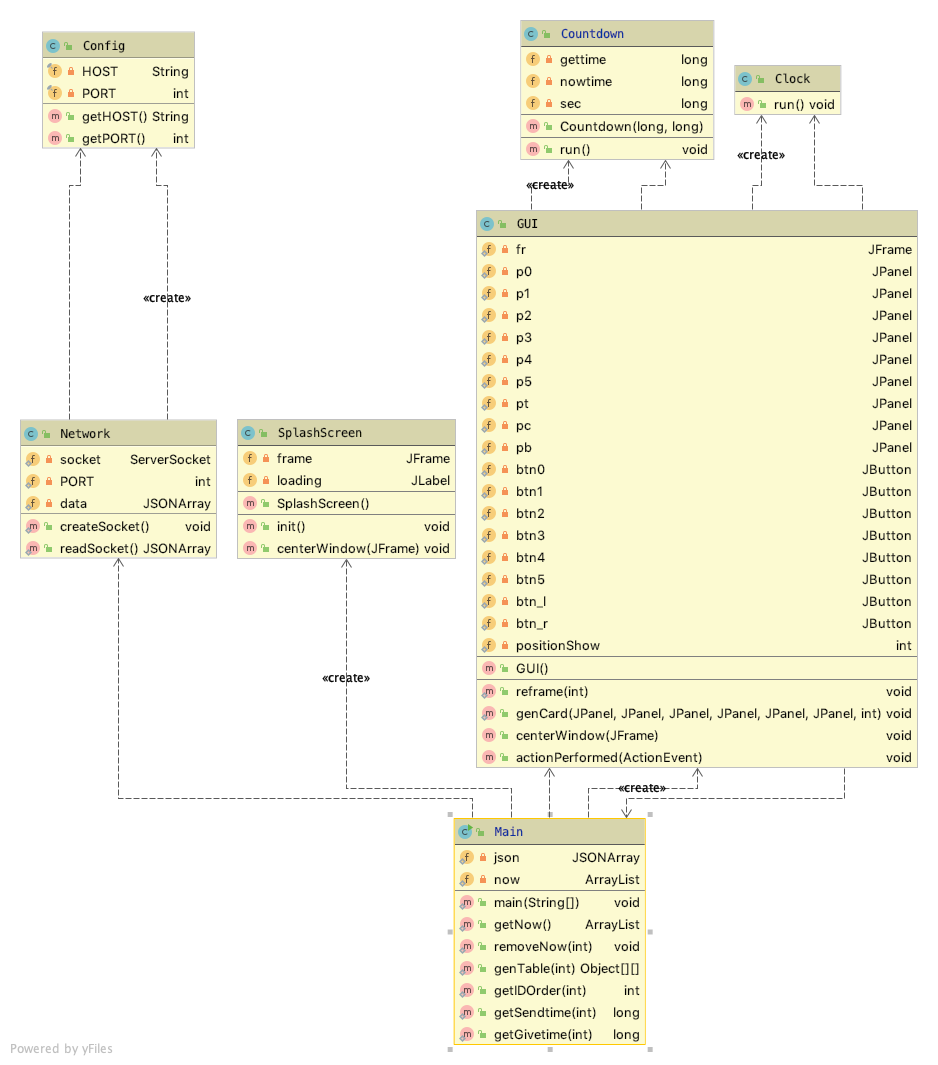 Config
HOST String
PORT int
getHOST() String
getPORT() int
Countdown
gettime long
nowtime long
sec long
Countdown(long, long)
run() void
Clock
run() void
«create»
«create»
«create»
GUI
fr JFrame
p0 JPanel
p1 JPanel
p2 JPanel
p3 JPanel
p4 JPanel
p5 JPanel
pt JPanel
pc JPanel
pb JPanel
btn0 JButton
btn1 JButton
btn2 JButton
btn3 JButton
btn4 JButton
btn5 JButton
btn_l JButton
btn_r JButton
positionShow int
GUI()
reframe(int) void
genCard(JPanel, JPanel, JPanel, JPanel, JPanel, JPanel, int) void
centerWindow(JFrame) void
actionPerformed(ActionEvent) void
Network
socket ServerSocket
PORT int
data JSONArray
createSocket() void
readSocket() JSONArray
SplashScreen
frame JFrame
loading JLabel
SplashScreen()
init() void
centerWindow(JFrame) void
«create»
«create»
Main
json JSONArray
now ArrayList
main(String[]) void
getNow() ArrayList
removeNow(int) void
genTable(int) Object[][]
getIDOrder(int) int
getSendtime(int) long
getGivetime(int) long
Powered by yFiles